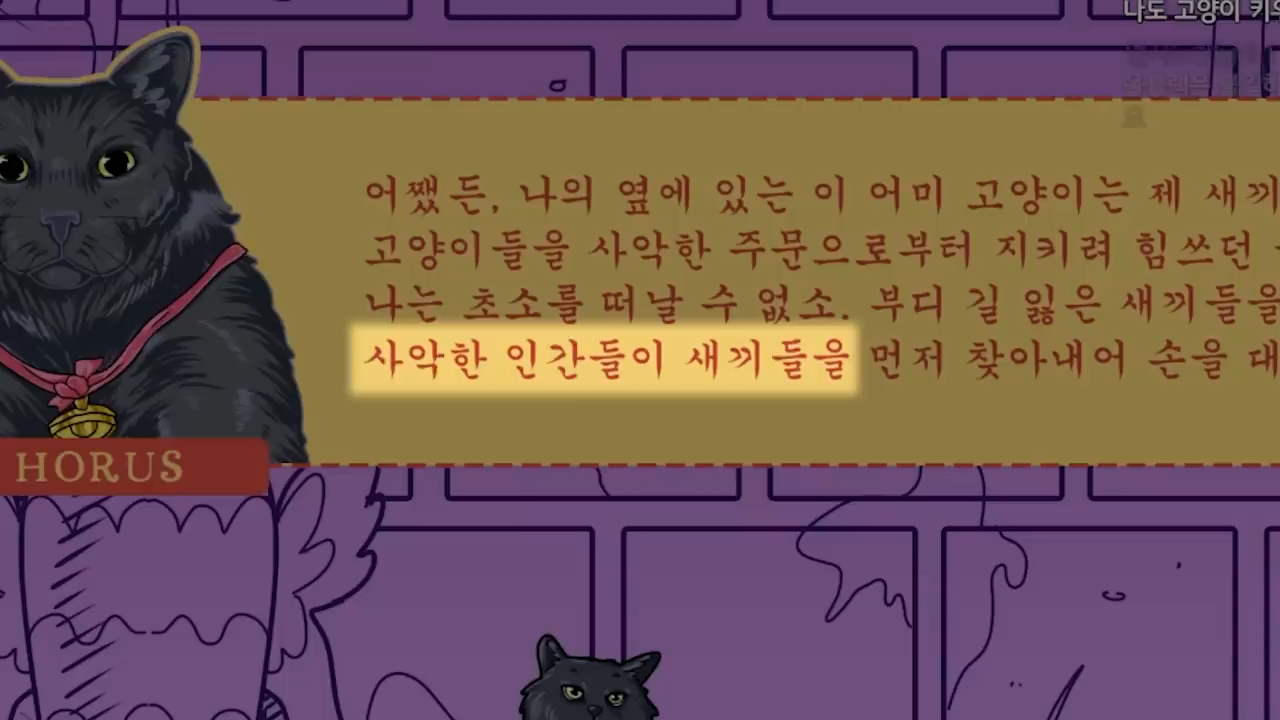 나도 고양이 키
어쨌든, 나의 옆에 있는 이 어미 고양이는 제 새끼
고양이들을 사악한 주문으로부터 지키려 힘쓰던
나는 초소를 떠날 수 없소. 부디 길 잃은 새끼들을
사악한 인간들이 새끼들을 먼저 찾아내어 손을 대
HORUS